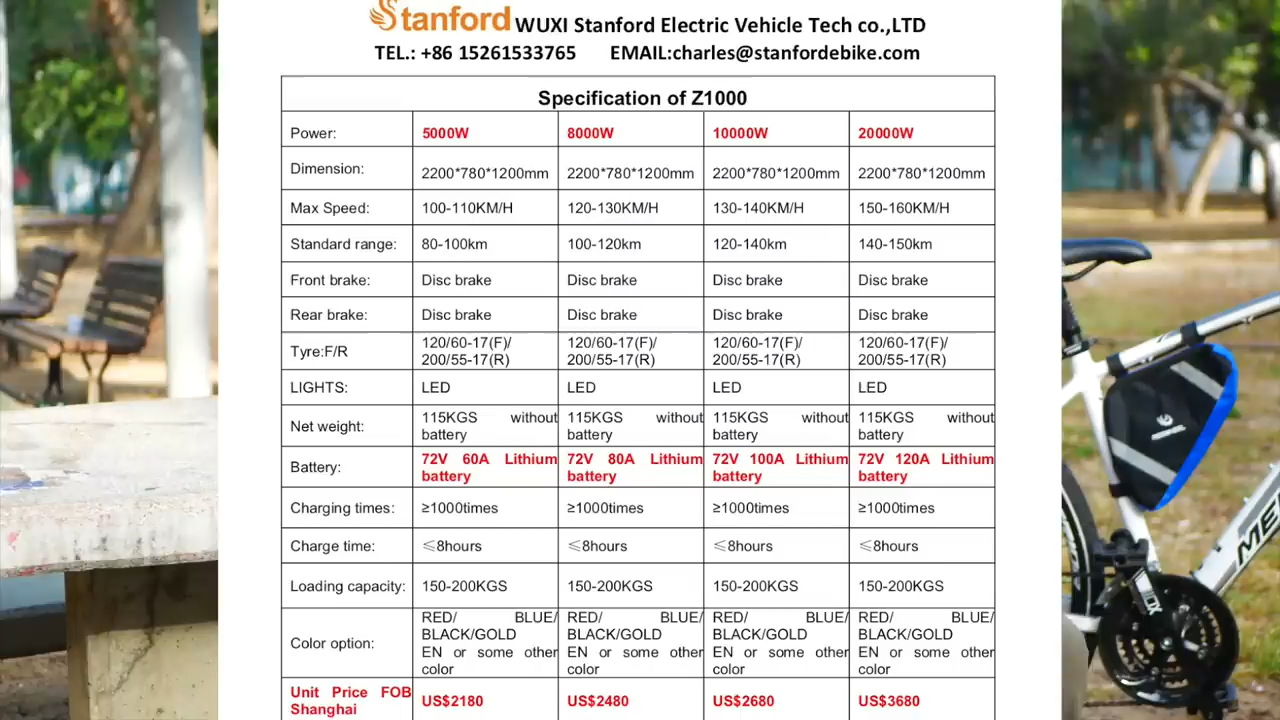 Stanford WUXI Stanford Electric Vehicle Tech co.,LTD
TEL.: +86 15261533765 EMAIL:charles@stanfordebike.com
Specification of Z1000
Power: 5000W 8000W 10000W 20000W
Dimension: 2200*780*1200mm 2200*780*1200mm 2200*780*1200mm 2200*780*1200mm
Max Speed: 100-110KM/H 120-130KM/H 130-140KM/H 150-160KM/H
Standard range: 80-100km 100-120km 120-140km 140-150km
Front brake: Disc brake Disc brake Disc brake Disc brake
Rear brake: Disc brake Disc brake Disc brake Disc brake
Tyre:F/R 120/60-17(F)/ 120/60-17(F)/ 120/60-17(F)/ 120/60-17(F)/
200/55-17(R) 200/55-17(R) 200/55-17(R) 200/55-17(R)
LIGHTS: LED LED LED LED
Net weight: 115KGS without 115KGS without 115KGS without 115KGS without
battery battery battery battery
Battery: 72V 60A Lithium 72V 80A Lithium 72V 100A Lithium 72V 120A Lithium
battery battery battery battery
Charging times: ≥1000times ≥1000times ≥1000times ≥1000times
Charge time: ≤8hours ≤8hours ≤8hours ≤8hours
Loading capacity: 150-200KGS 150-200KGS 150-200KGS 150-200KGS
Color option: RED/ BLUE/ RED/ BLUE/ RED/ BLUE/ RED/ BLUE/
BLACK/GOLD BLACK/GOLD BLACK/GOLD BLACK/GOLD
EN or some other EN or some other EN or some other EN or some other
color color color color
Unit Price FOB
Shanghai US$2180 US$2480 US$2680 US$3680